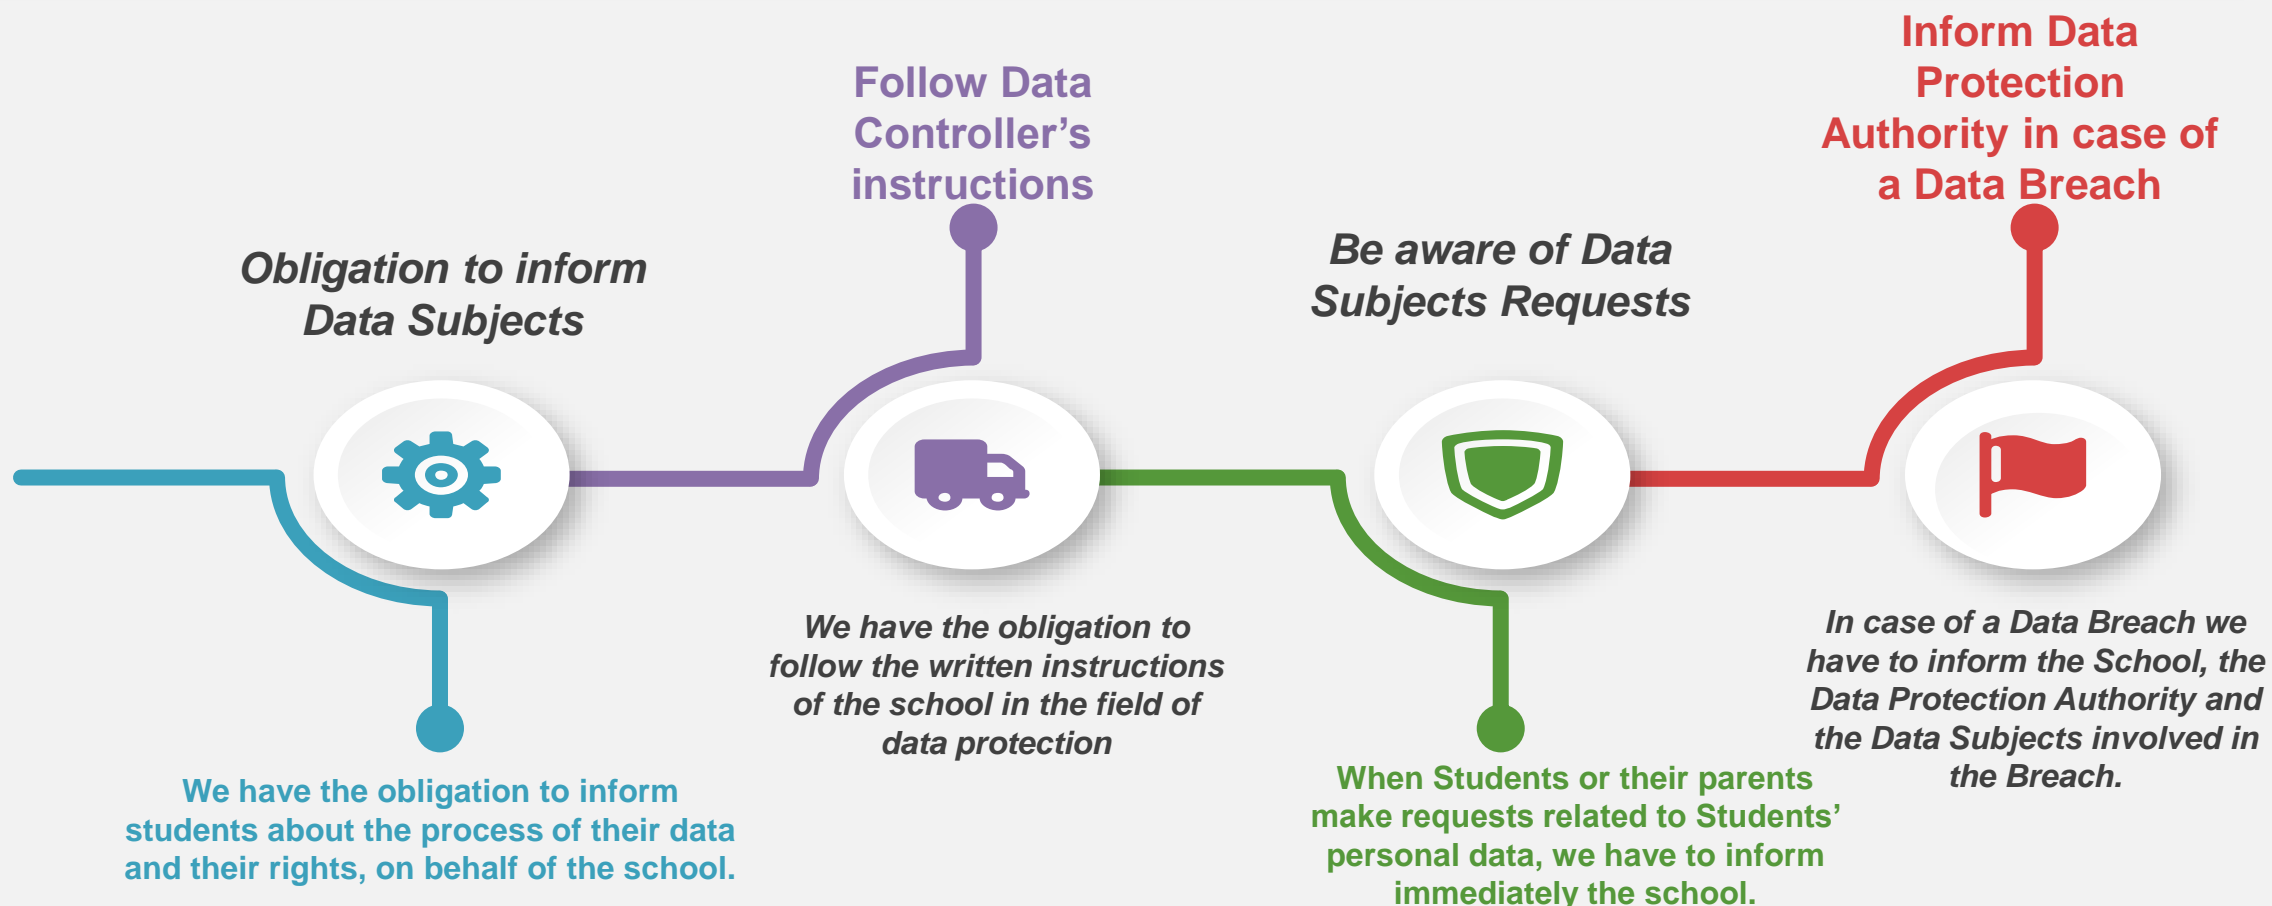 Obligation to inform
Data Subjects
We have the obligation to inform
students about the process of their data
and their rights, on behalf of the school.
Follow Data
Controller’s
instructions
We have the obligation to
follow the written instructions
of the school in the field of
data protection
Be aware of Data
Subjects Requests
When Students or their parents
make requests related to Students’
personal data, we have to inform
immediately the school.
Inform Data
Protection
Authority in case of
a Data Breach
In case of a Data Breach we
have to inform the School, the
Data Protection Authority and
the Data Subjects involved in
the Breach.